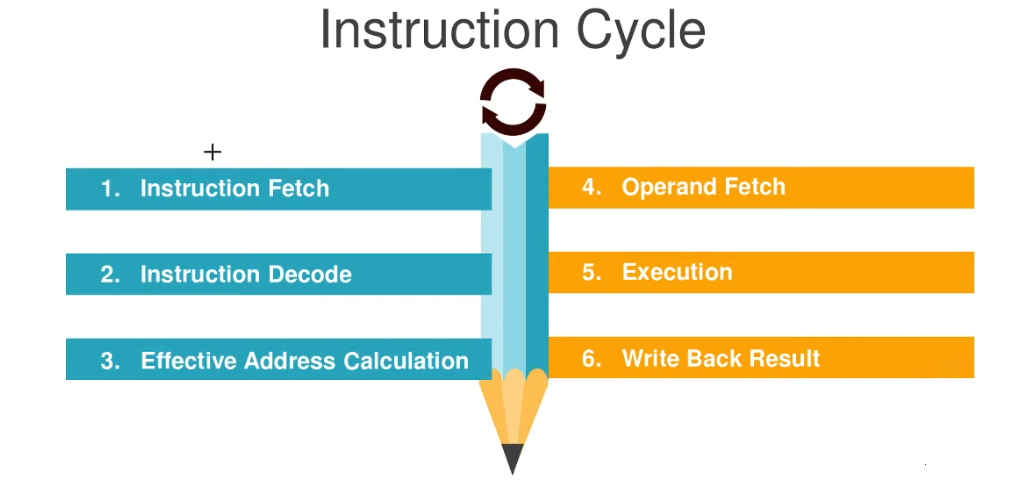 Instruction Cycle
1. Instruction Fetch
2. Instruction Decode
3. Effective Address Calculation
4. Operand Fetch
5. Execution
6. Write Back Result